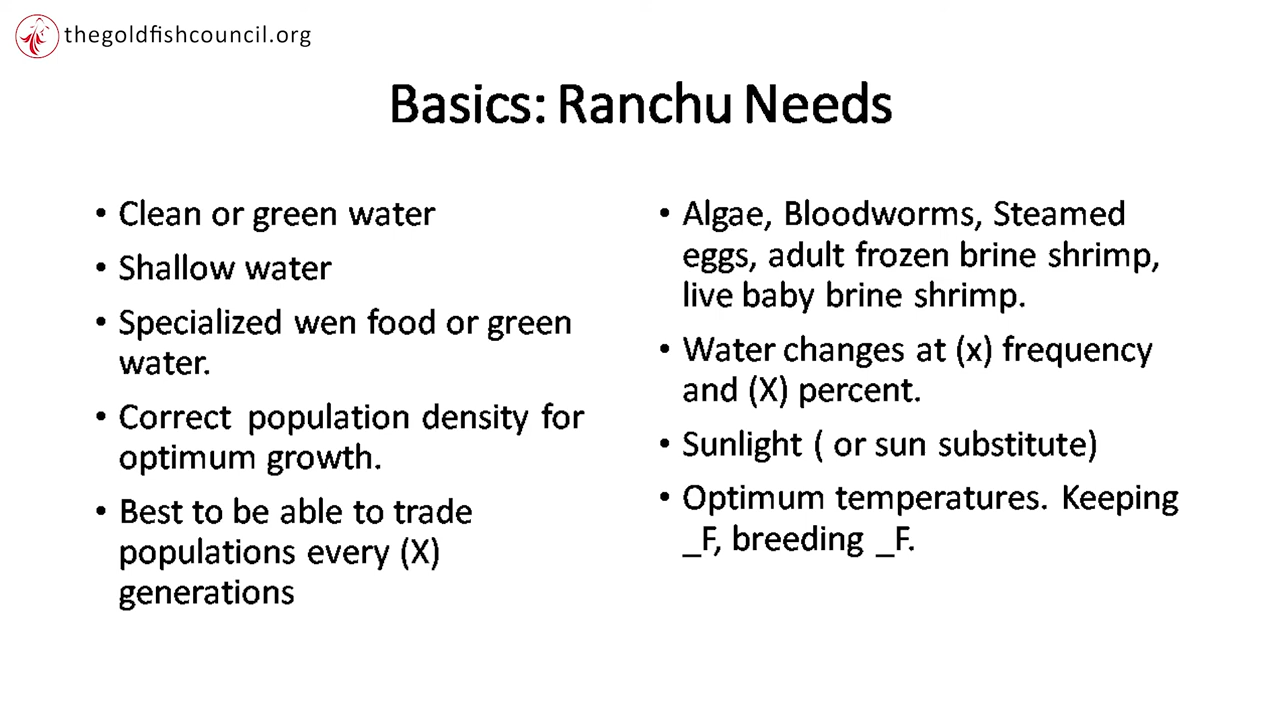 thegoldfishcouncil.org
Basics: Ranchu Needs
• Clean or green water
• Shallow water
• Specialized wen food or green
water.
• Correct population density for
optimum growth.
• Best to be able to trade
populations every (X)
generations
• Algae, Bloodworms, Steamed
eggs, adult frozen brine shrimp,
live baby brine shrimp.
• Water changes at (x) frequency
and (X) percent.
• Sunlight ( or sun substitute)
• Optimum temperatures. Keeping
_F, breeding _F.